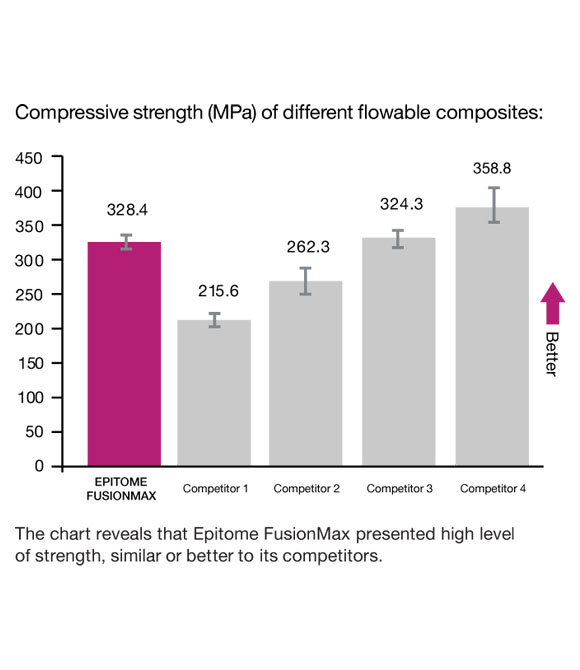 Compressive strength (MPa) of different flowable composites:
450
400
350
300
250
200
150
100
50
0
328.4
215.6
262.3
324.3
358.8
Better
EPITOME
FUSIONMAX
Competitor 1
Competitor 2
Competitor 3
Competitor 4
The chart reveals that Epitome FusionMax presented high level
of strength, similar or better to its competitors.